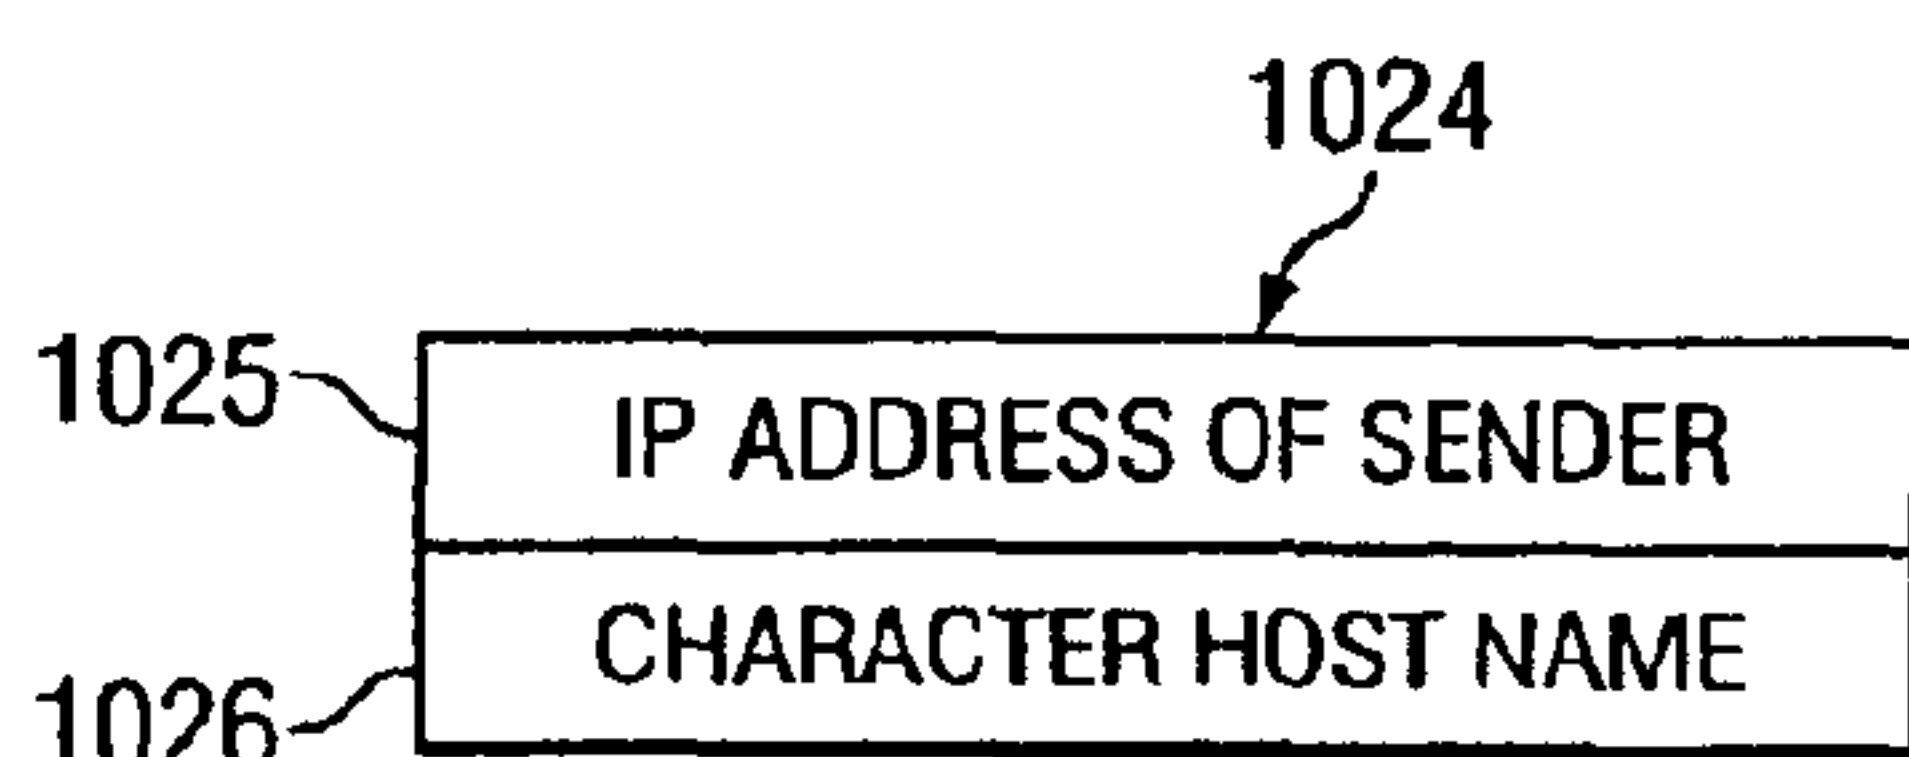 1024
1025
IP ADDRESS OF SENDER
CHARACTER HOST NAME
1026